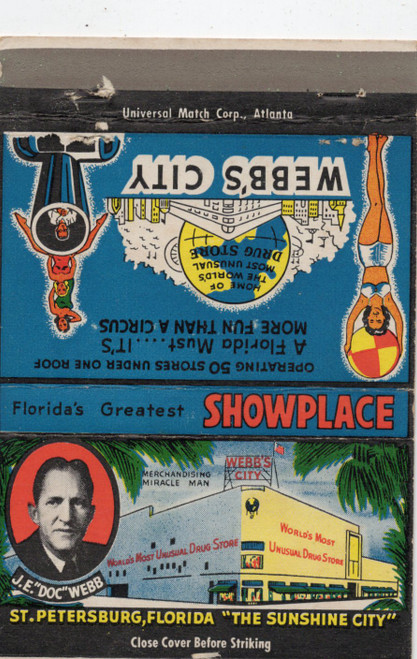 Universal Match Corp., Atlanta
WEBB'S CITY
HOME OF
THE WORLD'S
MOST UNUSUAL
DRUG STORE
A Florida Must.....IT'S
MORE FUN THAN A CIRCUS
OPERATING 50 STORES UNDER ONE ROOF
Florida's Greatest SHOWPLACE
MERCHANDISING
MIRACLE MAN
WEBB'S
CITY
WORLD'S MOST UNUSUAL DRUG STORE
WORLD'S MOST
UNUSUAL DRUG STORE
J.E. "DOC" WEBB
ST. PETERSBURG, FLORIDA "THE SUNSHINE CITY"
Close Cover Before Striking